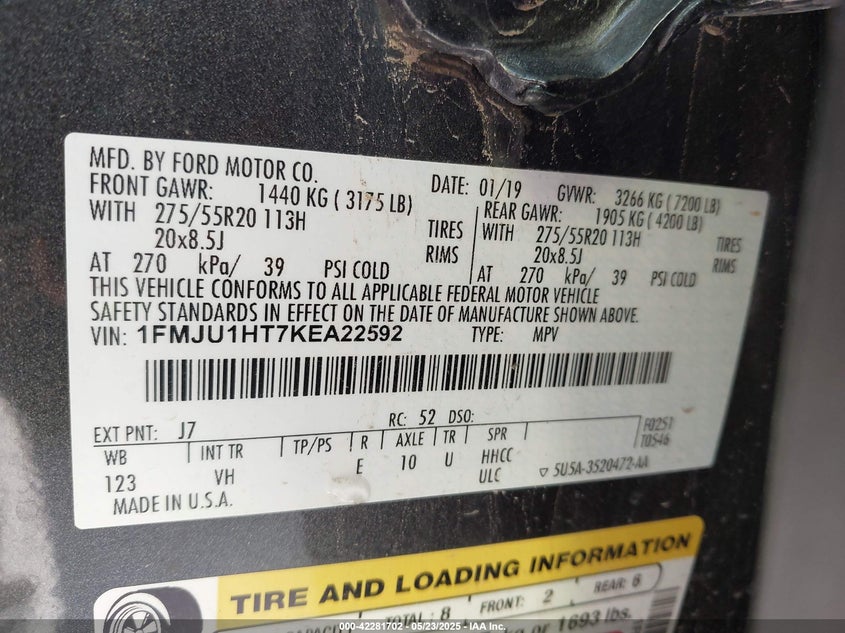 MFD. BY FORD MOTOR CO.
DATE: 01/19 GVWR: 3266 KG ( 7200 LB)
FRONT GAWR: 1440 KG ( 3175 LB)
REAR GAWR: 1905 KG ( 4200 LB)
WITH 275/55R20 113H TIRES
WITH 275/55R20 113H TIRES
20x8.5J RIMS
20x8.5J RIMS
AT 270 kPa/ 39 PSI COLD
AT 270 kPa/ 39 PSI COLD
THIS VEHICLE CONFORMS TO ALL APPLICABLE FEDERAL MOTOR VEHICLE
SAFETY STANDARDS IN EFFECT ON THE DATE OF MANUFACTURE SHOWN ABOVE.
VIN: 1FMJU1HT7KEA22592 TYPE: MPV
EXT PNT: J7 RC: 52 DSO: F0251
T0546
WB INT TR TP/PS R AXLE TR SPR
123 VH E 10 U HHCC
ULC 5U5A-3520472-AA
MADE IN U.S.A.
TIRE AND LOADING INFORMATION
TOTAL: 8 FRONT: 2 REAR: 6
OR 1693 lbs.
000-42281702 - 05/23/2025 - IAA, Inc.